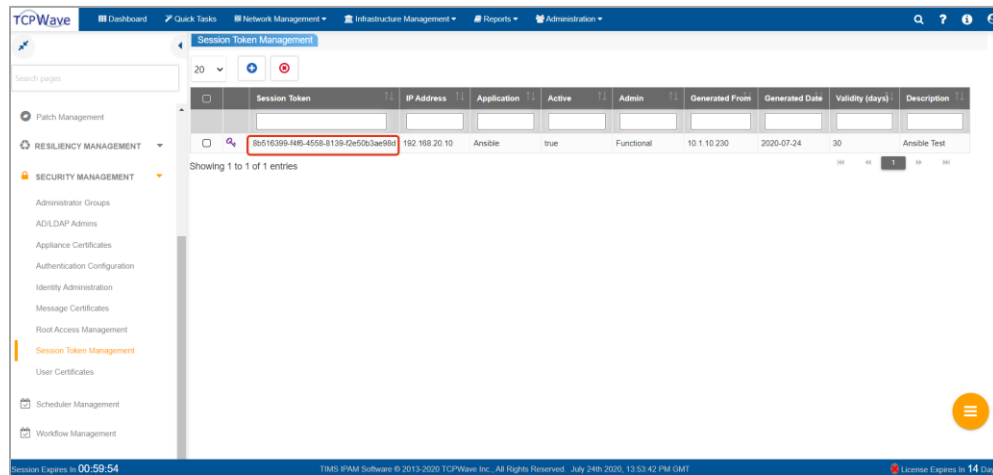 TCPWave Dashboard Quick Tasks Network Management Infrastructure Management Reports Administration
Session Token Management
Search pages
20
Session Token IP Address Application Active Admin Generated From Generated Date Validity (days) Description
8b516399-f4f6-4558-8139-f2e50b3ae98d 192.168.20.10 Ansible true Functional 10.1.10.230 2020-07-24 30 Ansible Test
Showing 1 to 1 of 1 entries
1
Patch Management
RESILIENCY MANAGEMENT
SECURITY MANAGEMENT
Administrator Groups
AD/LDAP Admins
Appliance Certificates
Authentication Configuration
Identity Administration
Message Certificates
Root Access Management
Session Token Management
User Certificates
Scheduler Management
Workflow Management
Session Expires In 00:59:54 TIMS IPAM Software © 2013-2020 TCPWave Inc., All Rights Reserved. July 24th 2020, 13:53:42 PM GMT License Expires In 14 Day